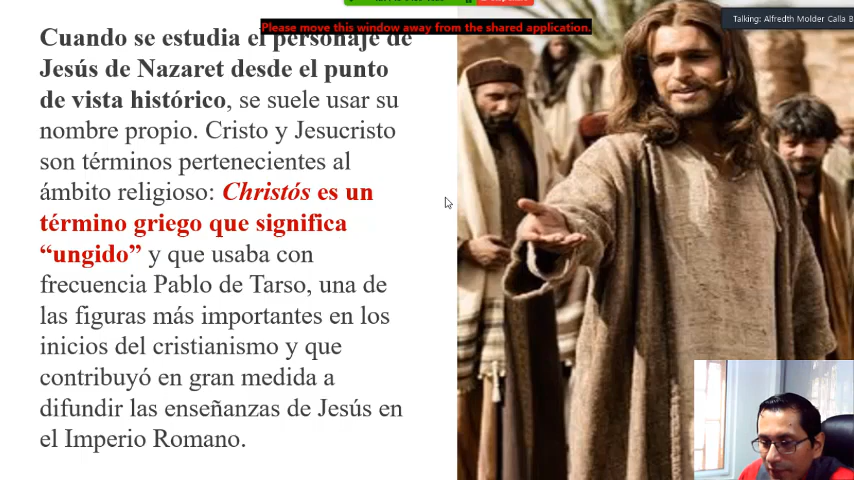 Please move this window away from the shared application.
Talking: Alfredth Molder Calla B
Cuando se estudia el personaje de
Jesús de Nazaret desde el punto
de vista histórico, se suele usar su
nombre propio. Cristo y Jesucristo
son términos pertenecientes al
ámbito religioso: Christós es un
término griego que significa
“ungido” y que usaba con
frecuencia Pablo de Tarso, una de
las figuras más importantes en los
inicios del cristianismo y que
contribuyó en gran medida a
difundir las enseñanzas de Jesús en
el Imperio Romano.